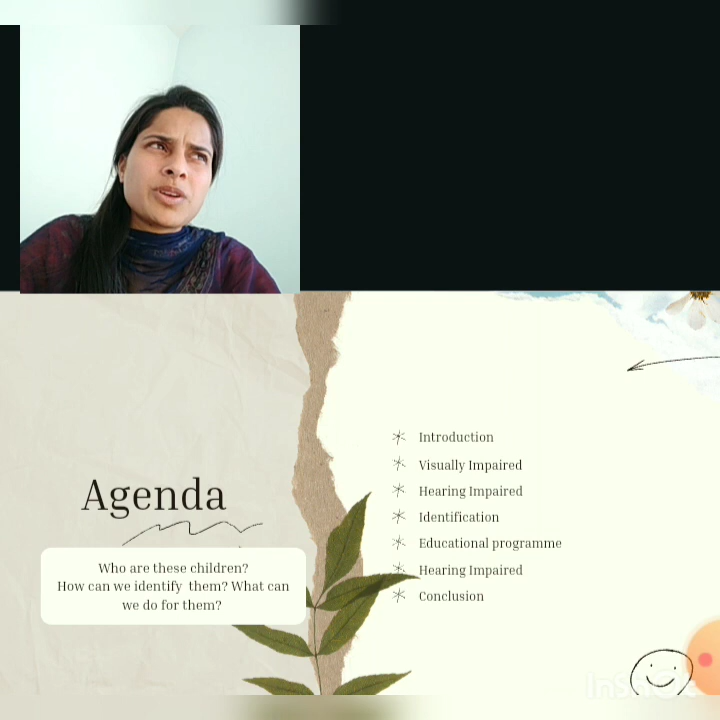 Agenda
Who are these children?
How can we identify them? What can
we do for them?
Introduction
Visually Impaired
Hearing Impaired
Identification
Educational programme
Hearing Impaired
Conclusion
InShot